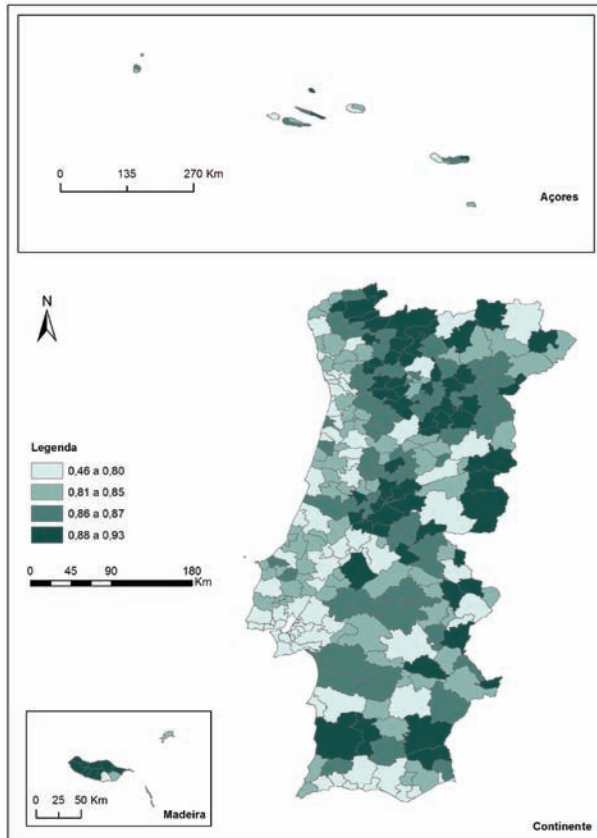 0 135 270 Km
Açores
N
Legenda
0,46 a 0,80
0,81 a 0,85
0,86 a 0,87
0,88 a 0,93
0 45 90 180
Km
0 25 50 Km
Madeira
Continente